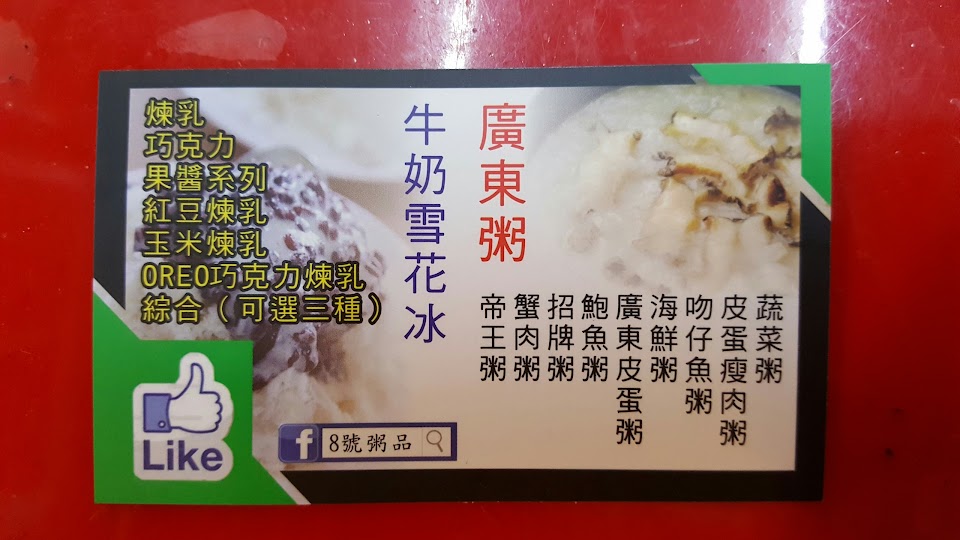 廣東粥
蔬菜粥
皮蛋瘦肉粥
吻仔魚粥
海鮮粥
廣東皮蛋粥
鮑魚粥
招牌粥
蟹肉粥
帝王粥
牛奶雪花冰
煉乳
巧克力
果醬系列
紅豆煉乳
玉米煉乳
OREO巧克力煉乳
綜合（可選三種）
Like
f 8號粥品